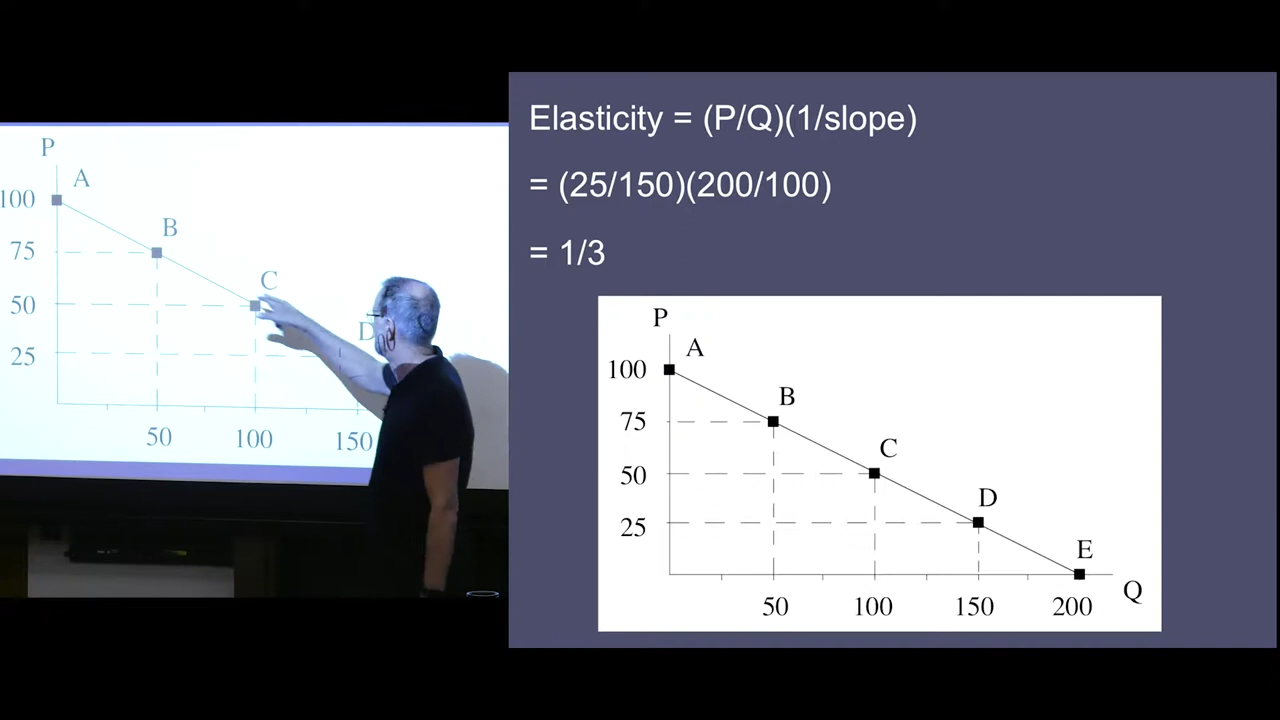 P
A
100
B
75
C
50
D
25
50
100
150
Elasticity = (P/Q)(1/slope)
= (25/150)(200/100)
= 1/3
P
A
100
B
75
C
50
D
25
E
50
100
150
200
Q